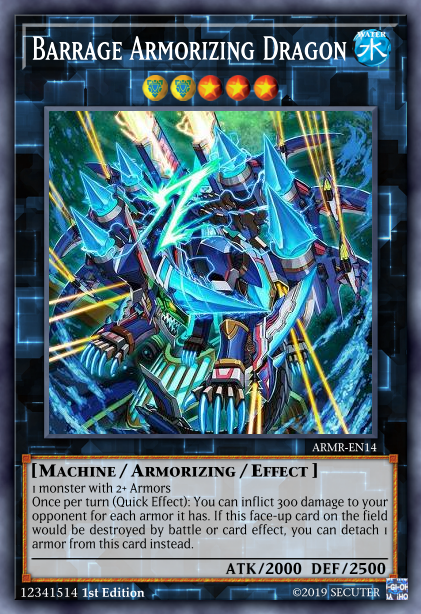 BARRAGE ARMORIZING DRAGON
WATER
水
ARMR-EN14
[MACHINE / ARMORIZING / EFFECT ]
1 monster with 2+ Armors
Once per turn (Quick Effect): You can inflict 300 damage to your
opponent for each armor it has. If this face-up card on the field
would be destroyed by battle or card effect, you can detach 1
armor from this card instead.
ATK/2000 DEF/2500
12341514 1st Edition
©2019 SECUTER